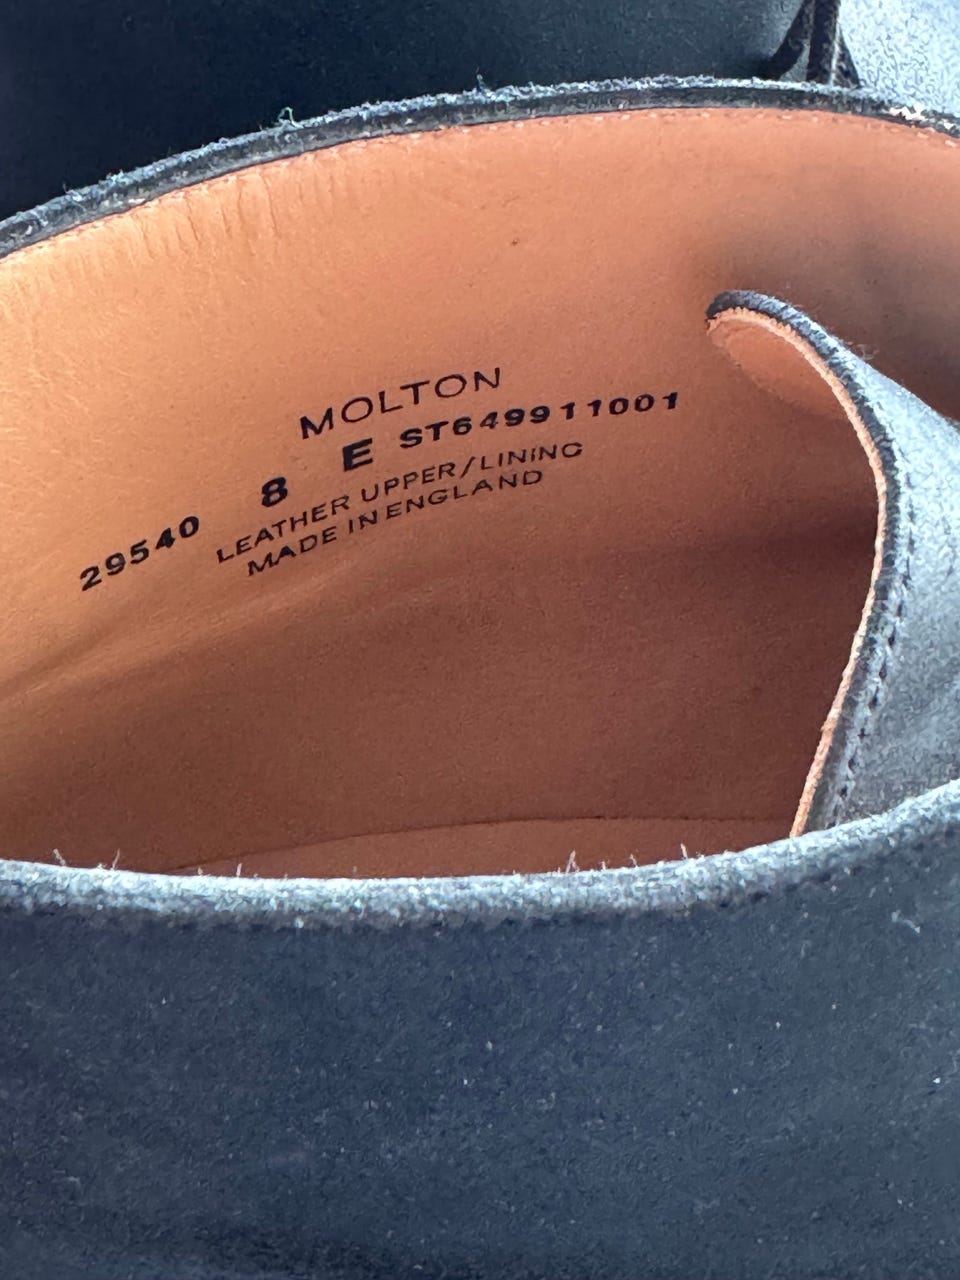 MOLTON
29540 8 E ST649911001
LEATHER UPPER/LINING
MADE IN ENGLAND